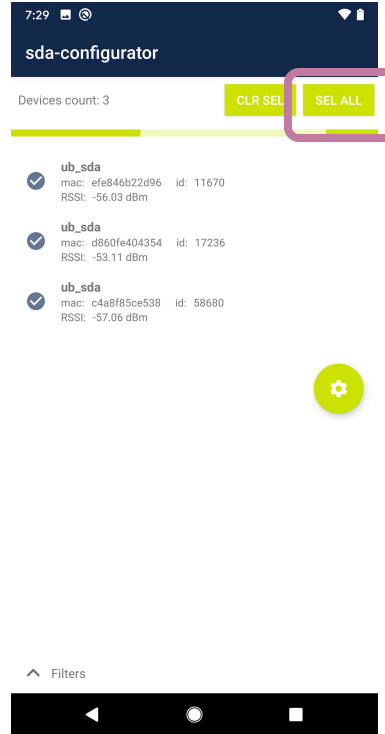 7:29
sda-configurator
Devices count: 3
CLR SEL
SEL ALL
ub_sda
mac: efe846b22d96 id: 11670
RSSI: -56.03 dBm
ub_sda
mac: d860fe404354 id: 17236
RSSI: -53.11 dBm
ub_sda
mac: c4a8f85ce538 id: 58680
RSSI: -57.06 dBm
Filters